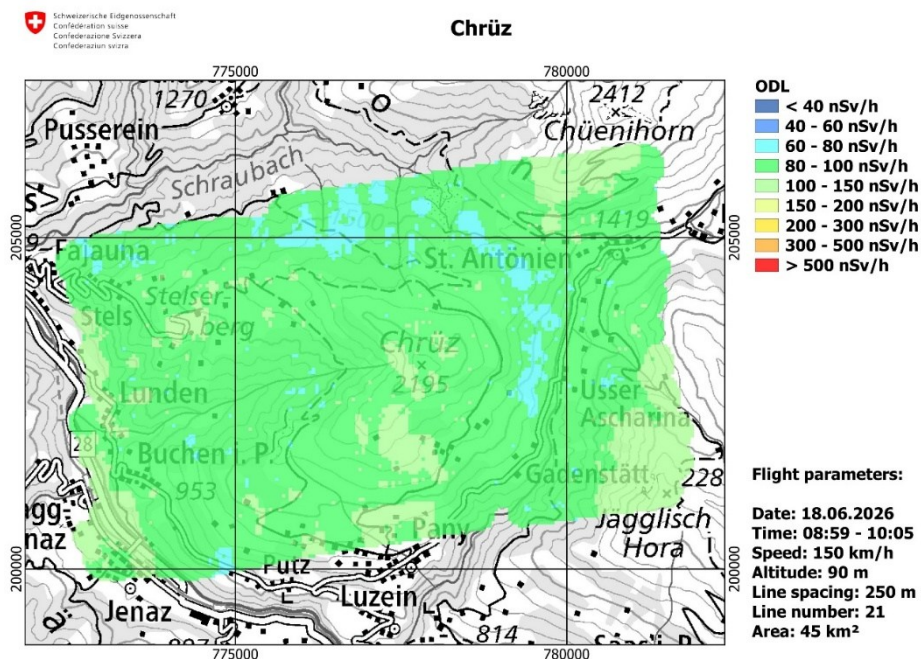 Schweizerische Eidgenossenschaft
Confédération suisse
Confederazione Svizzera
Confederaziun svizra
Chrüz
775000
780000
1270
2412
Pusserein
Chüenihorn
Schraubach
205000
1419
205000
Fajauna
St. Antönien
Stelser-
berg
Stels
Chrüz
2195
Lunden
Usser
Ascharina
28
Buchen i. P.
Gadenstätt
953
228
Jägglisch
Hora
Pany
naz
200000
Putz
200000
Jenaz
Luzein
814
775000
780000
ODL
< 40 nSv/h
40 - 60 nSv/h
60 - 80 nSv/h
80 - 100 nSv/h
100 - 150 nSv/h
150 - 200 nSv/h
200 - 300 nSv/h
300 - 500 nSv/h
> 500 nSv/h
Flight parameters:
Date: 18.06.2026
Time: 08:59 - 10:05
Speed: 150 km/h
Altitude: 90 m
Line spacing: 250 m
Line number: 21
Area: 45 km²